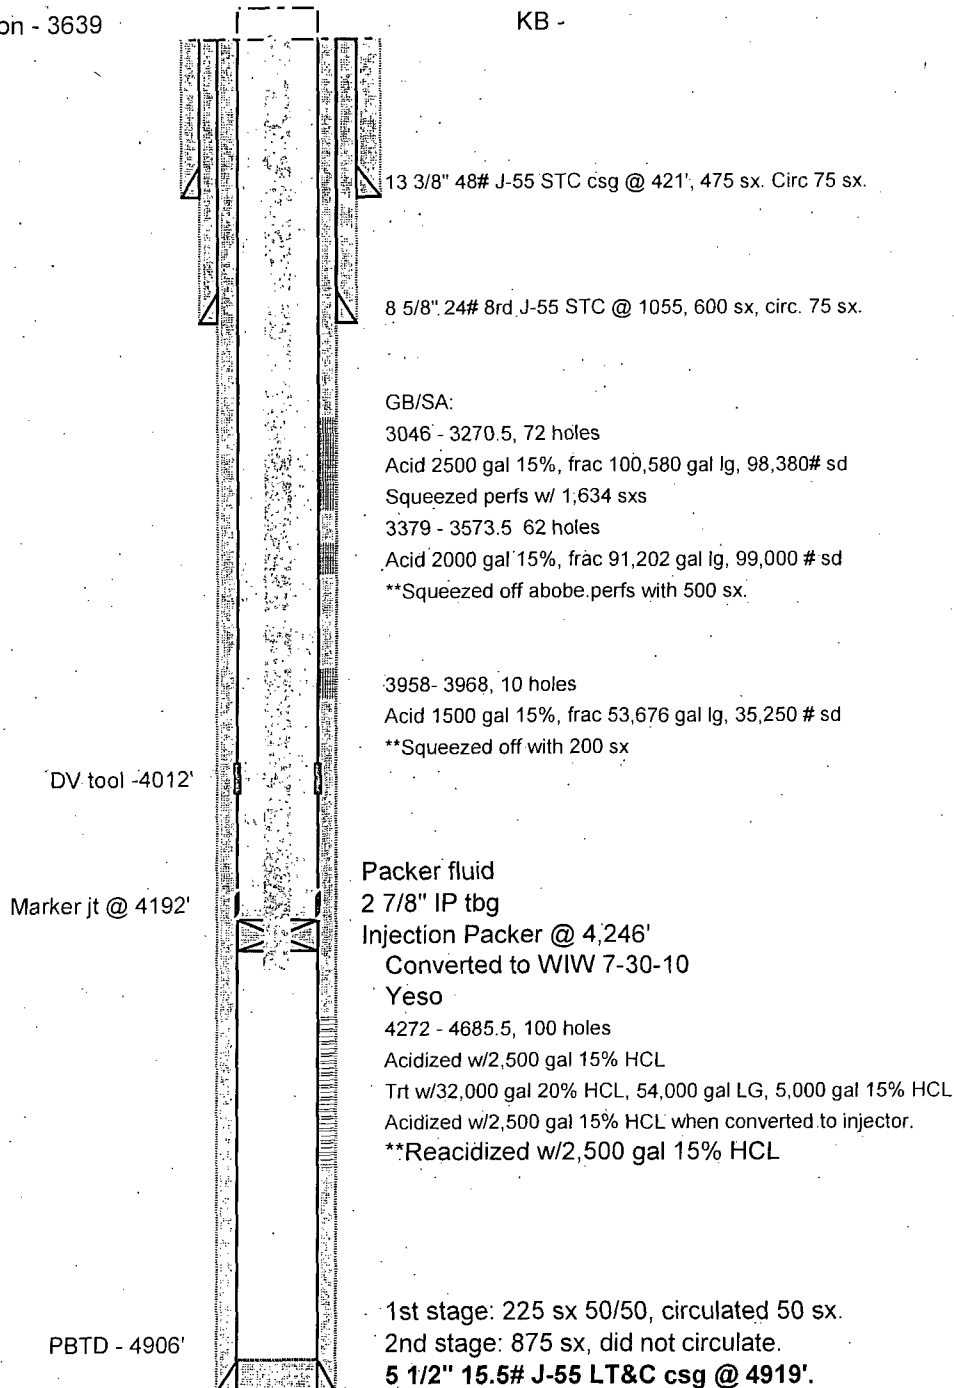 on - 3639
KB -
13 3/8" 48# J-55 STC csg @ 421', 475 sx. Circ 75 sx.
8 5/8" 24# 8rd J-55 STC @ 1055, 600 sx, circ. 75 sx.
GB/SA:
3046 - 3270.5, 72 holes
Acid 2500 gal 15%, frac 100,580 gal lg, 98,380# sd
Squeezed perfs w/ 1,634 sxs
3379 - 3573.5 62 holes
Acid 2000 gal 15%, frac 91,202 gal lg, 99,000 # sd
**Squeezed off abobe perfs with 500 sx.
3958- 3968, 10 holes
Acid 1500 gal 15%, frac 53,676 gal lg, 35,250 # sd
**Squeezed off with 200 sx
DV tool -4012'
Packer fluid
Marker jt @ 4192'
2 7/8" IP tbg
Injection Packer @ 4,246'
Converted to WIW 7-30-10
Yeso
4272 - 4685.5, 100 holes
Acidized w/2,500 gal 15% HCL
Trt w/32,000 gal 20% HCL, 54,000 gal LG, 5,000 gal 15% HCL
Acidized w/2,500 gal 15% HCL when converted to injector.
**Reacidized w/2,500 gal 15% HCL
1st stage: 225 sx 50/50, circulated 50 sx.
PBTD - 4906'
2nd stage: 875 sx, did not circulate.
5 1/2" 15.5# J-55 LT&C csg @ 4919'.